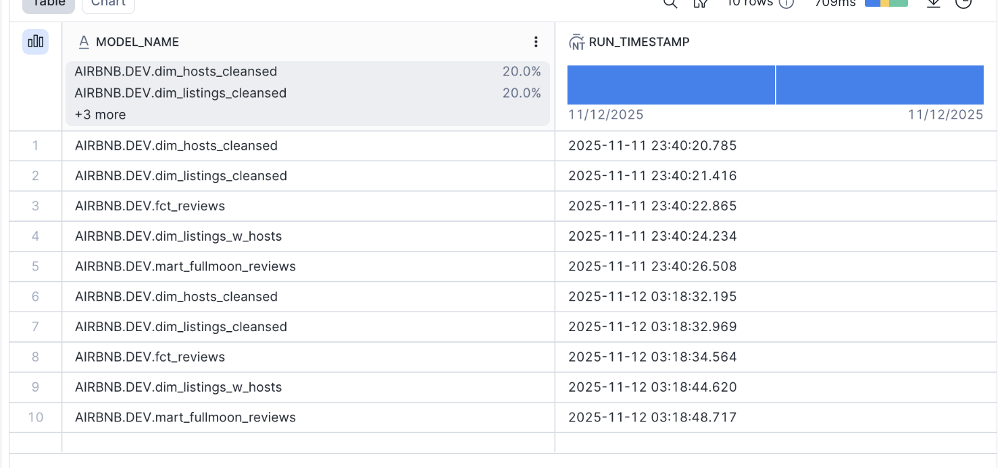 Table Chart 10 rows 709ms
MODEL_NAME RUN_TIMESTAMP
AIRBNB.DEV.dim_hosts_cleansed 20.0%
AIRBNB.DEV.dim_listings_cleansed 20.0%
+3 more 11/12/2025 11/12/2025
1 AIRBNB.DEV.dim_hosts_cleansed 2025-11-11 23:40:20.785
2 AIRBNB.DEV.dim_listings_cleansed 2025-11-11 23:40:21.416
3 AIRBNB.DEV.fct_reviews 2025-11-11 23:40:22.865
4 AIRBNB.DEV.dim_listings_w_hosts 2025-11-11 23:40:24.234
5 AIRBNB.DEV.mart_fullmoon_reviews 2025-11-11 23:40:26.508
6 AIRBNB.DEV.dim_hosts_cleansed 2025-11-12 03:18:32.195
7 AIRBNB.DEV.dim_listings_cleansed 2025-11-12 03:18:32.969
8 AIRBNB.DEV.fct_reviews 2025-11-12 03:18:34.564
9 AIRBNB.DEV.dim_listings_w_hosts 2025-11-12 03:18:44.620
10 AIRBNB.DEV.mart_fullmoon_reviews 2025-11-12 03:18:48.717